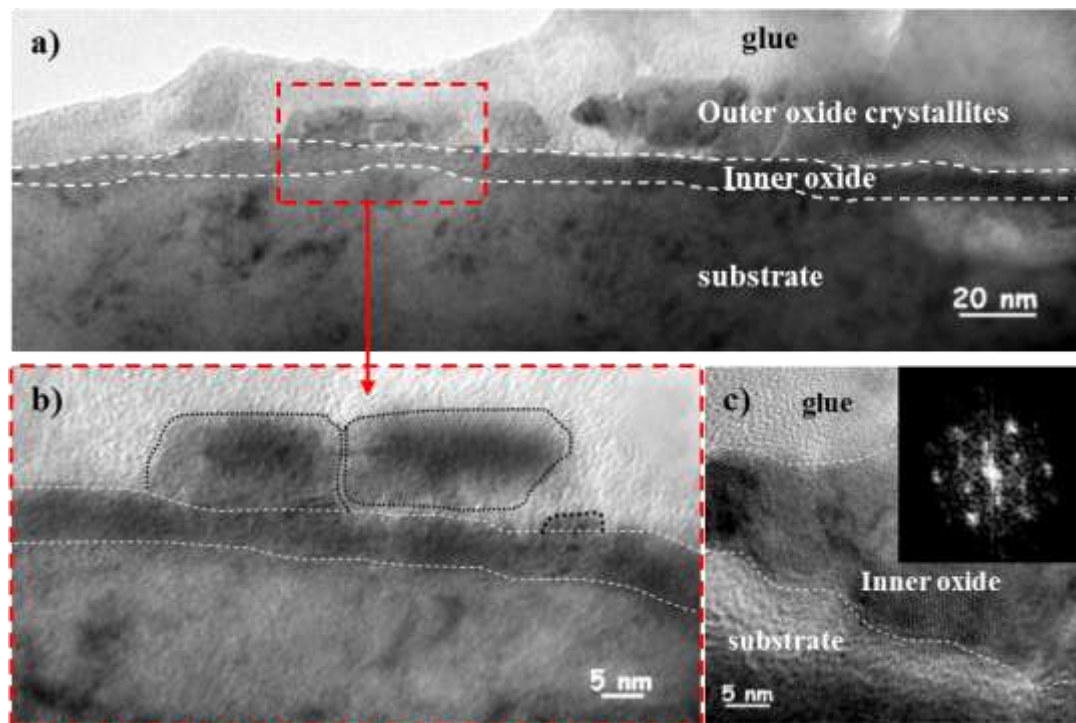 a)
glue
Outer oxide crystallites
Inner oxide
substrate
20 nm
b)
5 nm
c)
glue
Inner oxide
substrate
5 nm